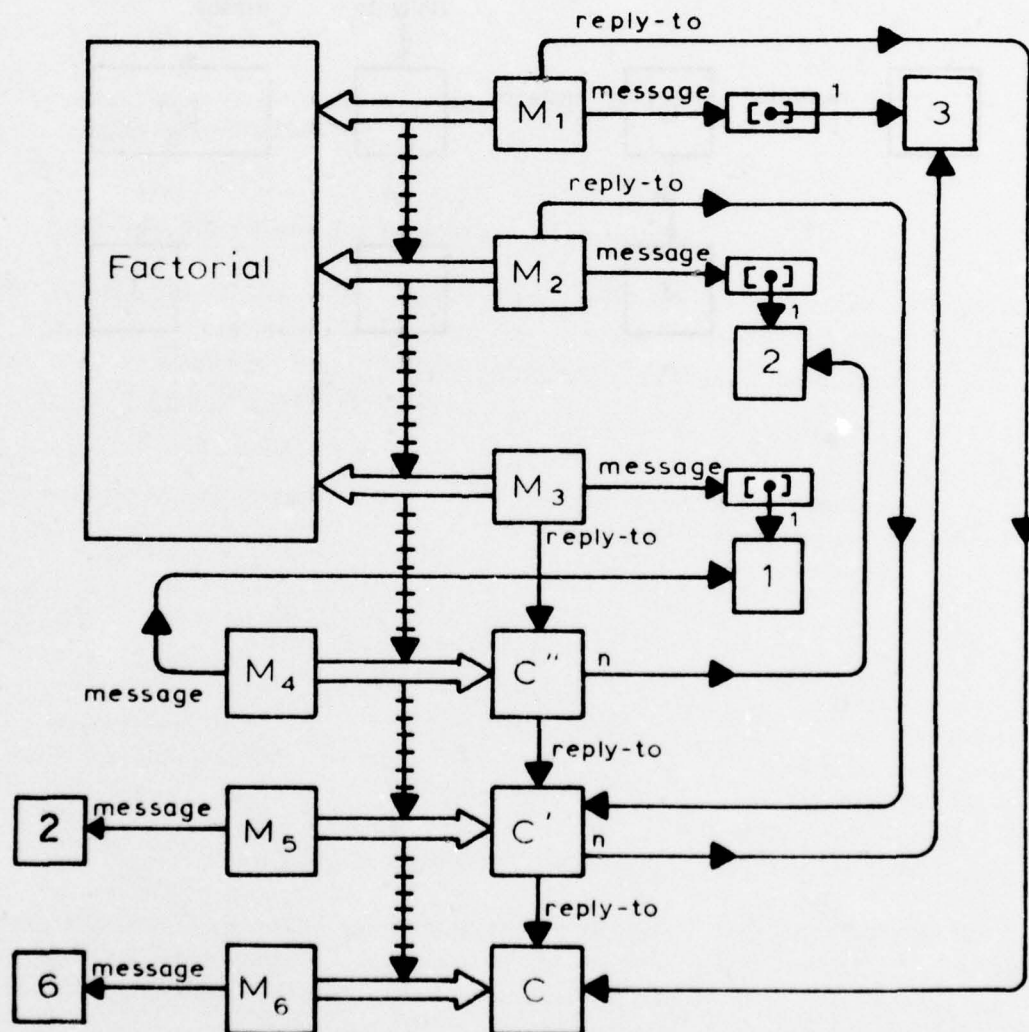 reply-to
M1 message [•] 1 3
reply-to
Factorial M2 message [•]
1
2
M3 message [•]
reply-to 1
1
M4 C'' n
message
reply-to
2 message M5 C' n
reply-to
6 message M6 C